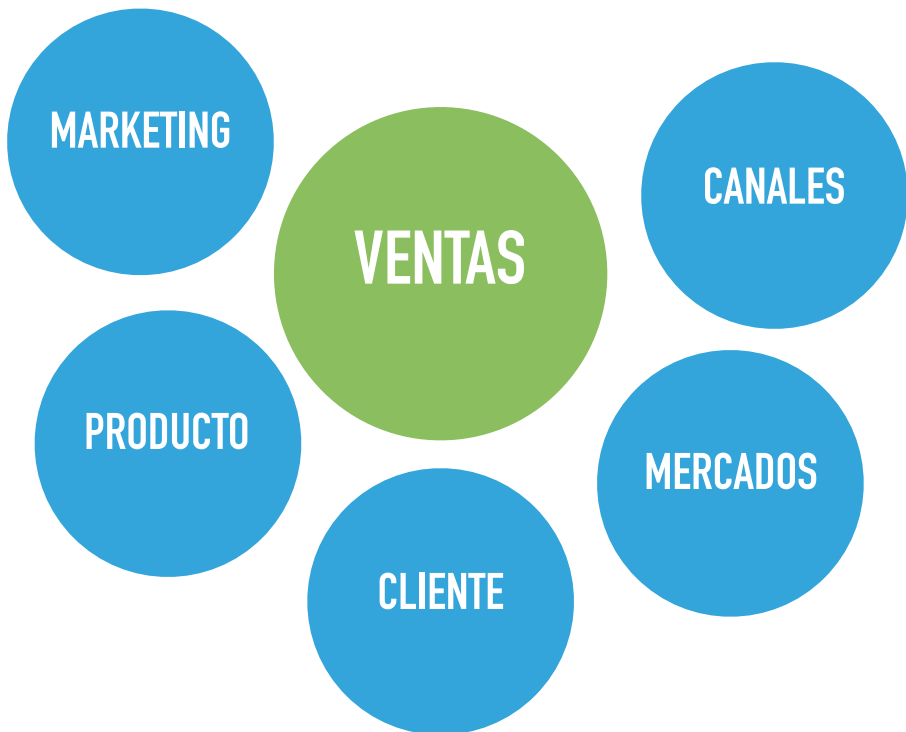 MARKETING
VENTAS
CANALES
PRODUCTO
MERCADOS
CLIENTE